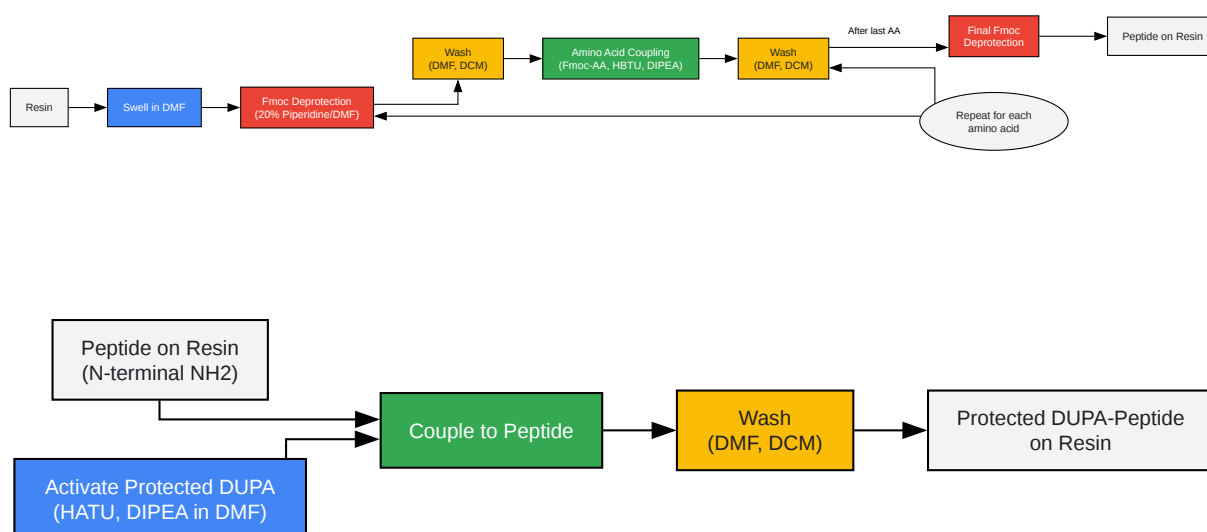 Resin
Swell in DMF
Fmoc Deprotection
(20% Piperidine/DMF)
Wash
(DMF, DCM)
Amino Acid Coupling
(Fmoc-AA, HBTU, DIPEA)
Wash
(DMF, DCM)
After last AA
Final Fmoc
Deprotection
Peptide on Resin
Repeat for each
amino acid
Peptide on Resin
(N-terminal NH2)
Activate Protected DUPA
(HATU, DIPEA in DMF)
Couple to Peptide
Wash
(DMF, DCM)
Protected DUPA-Peptide
on Resin